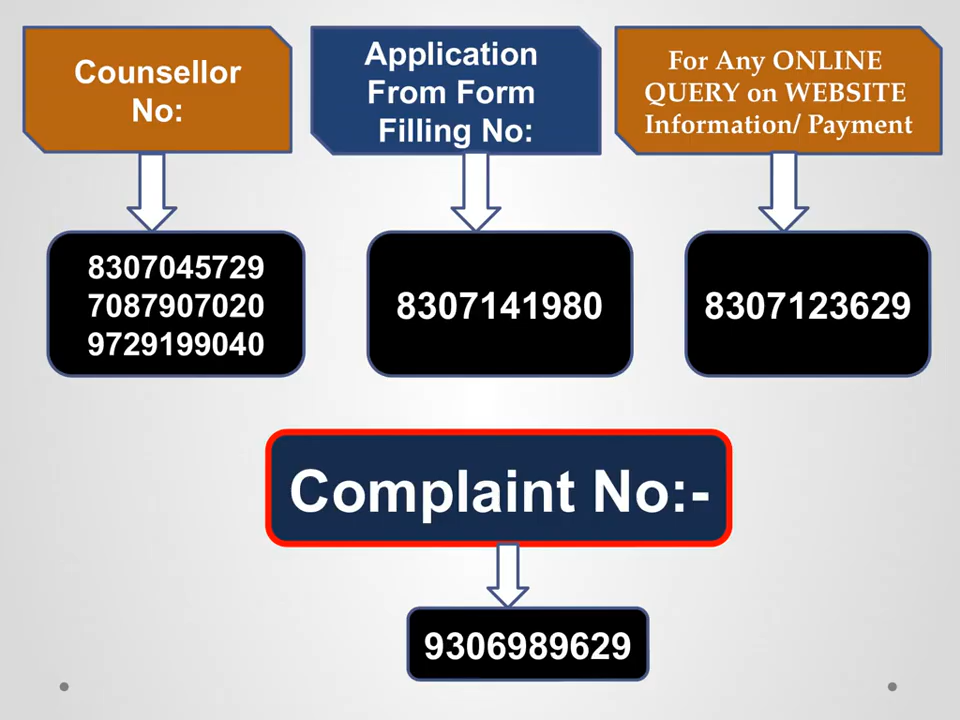 Counsellor
No:
Application
From Form
Filling No:
For Any ONLINE
QUERY on WEBSITE
Information/ Payment
8307045729
7087907020
9729199040
8307141980
8307123629
Complaint No:-
9306989629